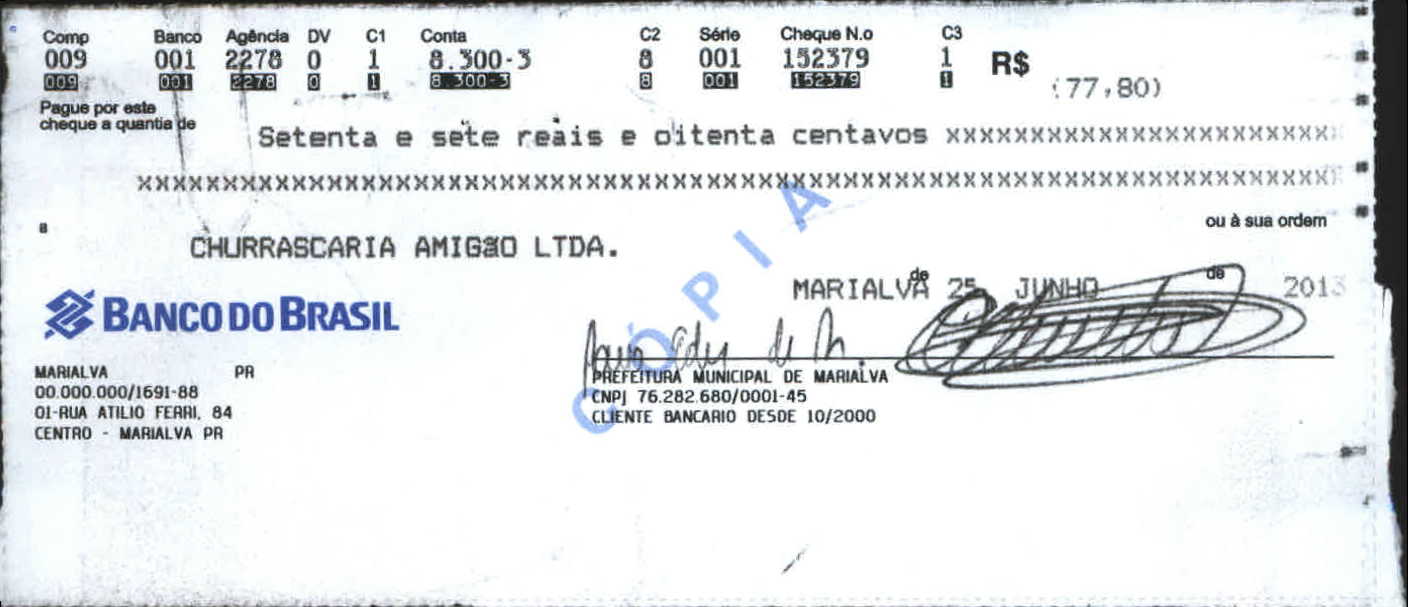 Comp Banco Agência DV C1 Conta C2 Série Cheque N.o C3
009 001 2278 0 1 8.300-3 8 001 152379 1 R$
009 001 2278 0 1 8.300-3 8 001 152379 1 (77,80)
Pague por este
cheque a quantia de
Setenta e sete reais e oitenta centavos xxxxxxxxxxxxxxxxxxxxxxx
xxxxxxxxxxxxxxxxxxxxxxxxxxxxxxxxxxxxxxxxxxxxxxxxxxxxxxxxxxxxxxxxxxxxx
a ou à sua ordem
CHURRASCARIA AMIGÃO LTDA.
MARIALVA de 25 JUNHO de 2013
BANCO DO BRASIL
CÓPIA
MARIALVA PR
00.000.000/1691-88
01-RUA ATILIO FERRI, 84
CENTRO - MARIALVA PR
PREFEITURA MUNICIPAL DE MARIALVA
CNPJ 76.282.680/0001-45
CLIENTE BANCARIO DESDE 10/2000